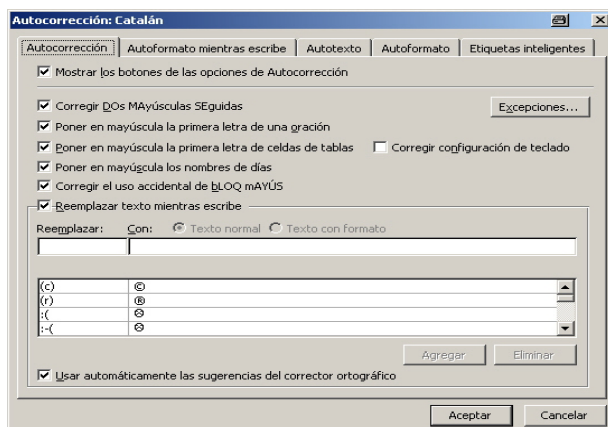 Autocorrección: Catalán
Autocorrección Autoformato mientras escribe Autotexto Autoformato Etiquetas inteligentes
Mostrar los botones de las opciones de Autocorrección
Corregir DOs MAyúsculas SEguidas Excepciones...
Poner en mayúscula la primera letra de una oración
Poner en mayúscula la primera letra de celdas de tablas Corregir configuración de teclado
Poner en mayúscula los nombres de días
Corregir el uso accidental de bLOQ mAYÚS
Reemplazar texto mientras escribe
Reemplazar: Con: Texto normal Texto con formato
(c) ©
(r) ®
:( ☹
:-( ☹
Agregar Eliminar
Usar automáticamente las sugerencias del corrector ortográfico
Aceptar Cancelar